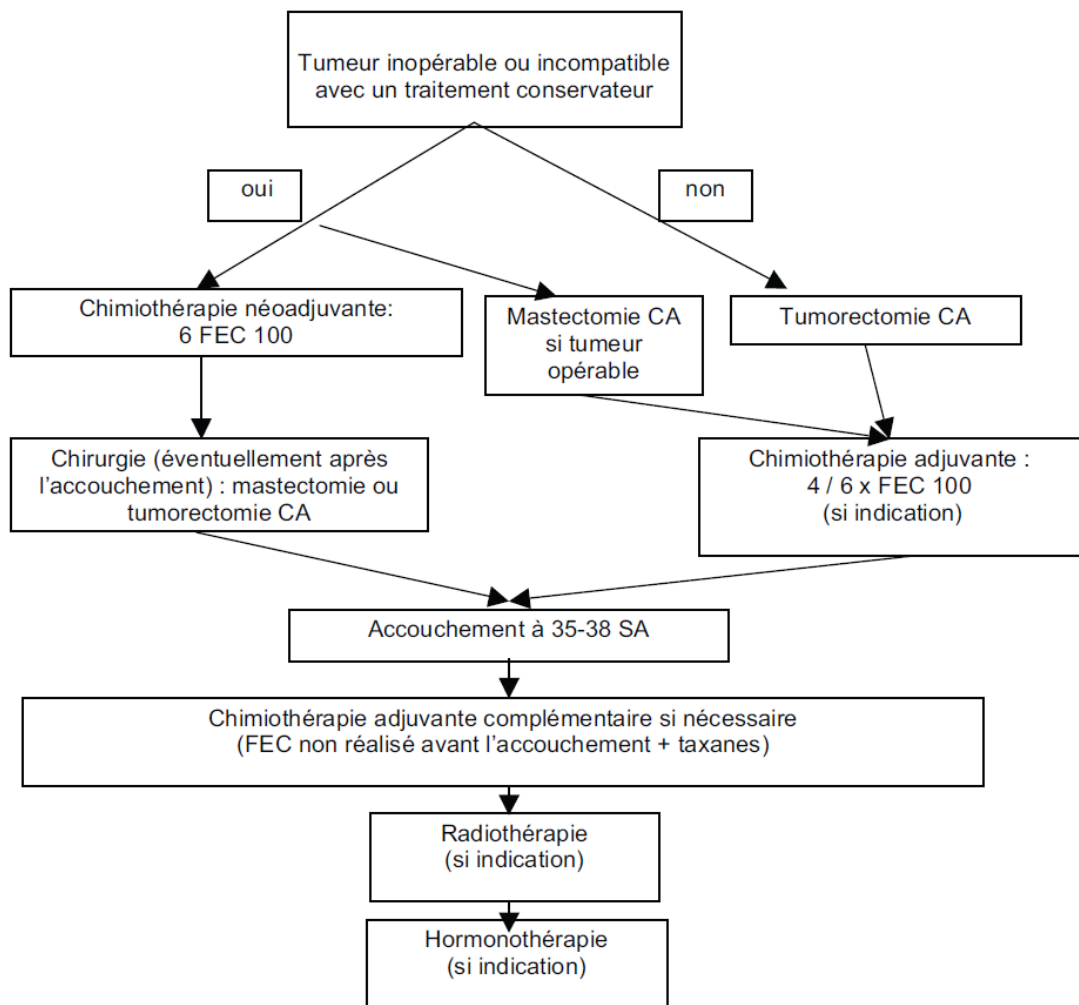 Tumeur inopérable ou incompatible
avec un traitement conservateur
oui
non
Chimiothérapie néoadjuvante:
6 FEC 100
Mastectomie CA
si tumeur
opérable
Tumorectomie CA
Chirurgie (éventuellement après
l'accouchement) : mastectomie ou
tumorectomie CA
Chimiothérapie adjuvante :
4 / 6 x FEC 100
(si indication)
Accouchement à 35-38 SA
Chimiothérapie adjuvante complémentaire si nécessaire
(FEC non réalisé avant l'accouchement + taxanes)
Radiothérapie
(si indication)
Hormonothérapie
(si indication)